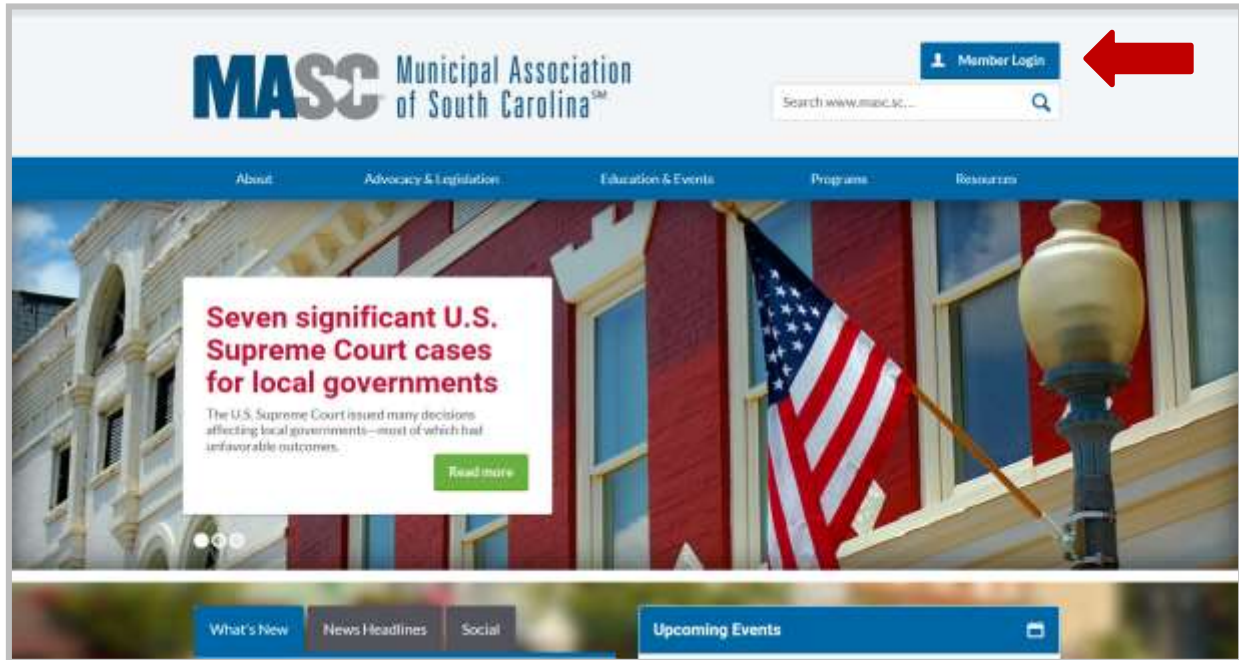 MASC Municipal Association
of South Carolina℠
Member Login
Search www.masc.sc...
About Advocacy & Legislation Education & Events Programs Resources
Seven significant U.S.
Supreme Court cases
for local governments
The U.S. Supreme Court issued many decisions
affecting local governments—most of which had
unfavorable outcomes.
Read more
What's New News Headlines Social
Upcoming Events